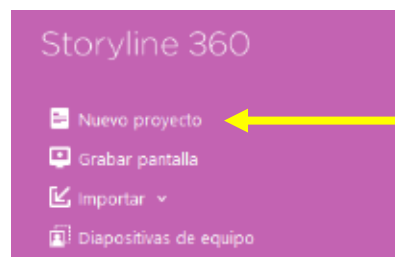 Storyline 360
Nuevo proyecto
Grabar pantalla
Importar
Diapositivas de equipo